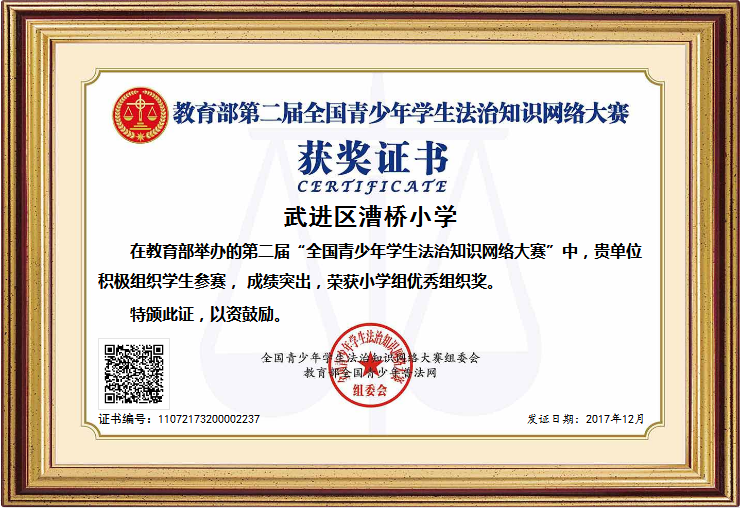 教育部第二届全国青少年学生法治知识网络大赛
获奖证书
CERTIFICATE
武进区漕桥小学
在教育部举办的第二届“全国青少年学生法治知识网络大赛”中，贵单位
积极组织学生参赛， 成绩突出，荣获小学组优秀组织奖。
特颁此证，以资鼓励。
全国青少年学生法治知识网络大赛组委会
教育部全国青少年普法网
组委会
证书编号：11072173200002237
发证日期：2017年12月